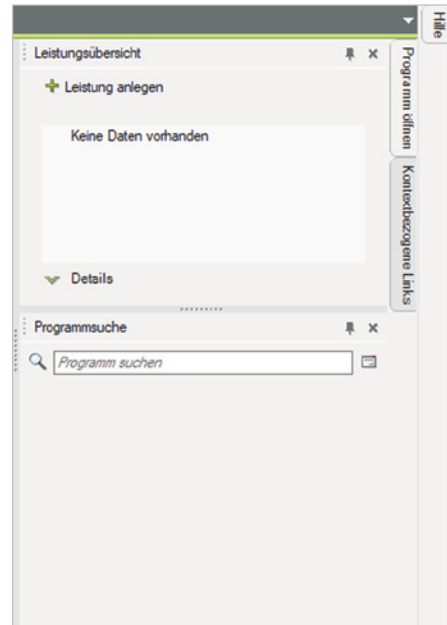 Leistungsübersicht
Leistung anlegen
Keine Daten vorhanden
Details
Programmsuche
Programm suchen
Hilfe
Programm öffnen
Kontextbezogene Links